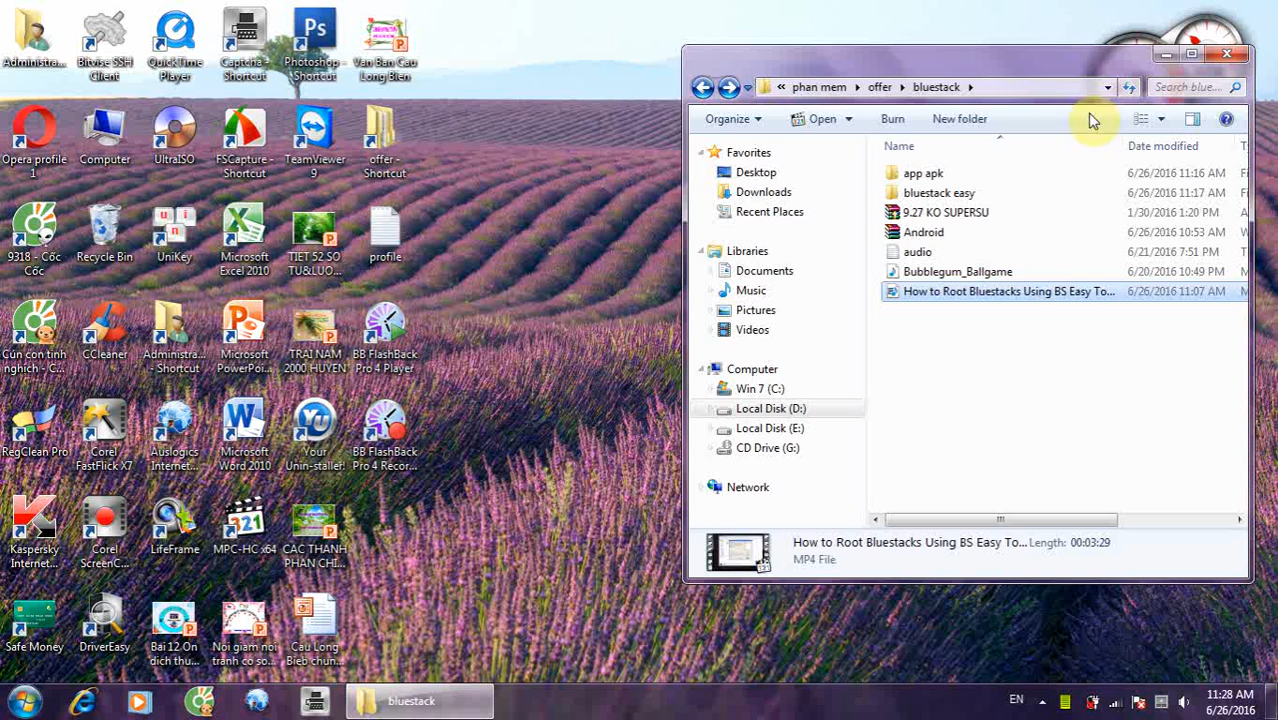 Administra...
Bitvise SSH
Client
QuickTime
Player
Captcha -
Shortcut
Ps
Photoshop -
Shortcut
Van Ban Cau
Long Bien
Opera profile
1
Computer
UltraISO
FSCapture -
Shortcut
TeamViewer
9
offer -
Shortcut
9318 - Cốc
Cốc
Recycle Bin
UniKey
Microsoft
Excel 2010
TIET 52 SO
TU&LUO...
profile
Cún con tinh
nghịch - C...
CCleaner
Administra...
- Shortcut
Microsoft
PowerPoi...
TRAI NAM
2000 HUYEN
BB FlashBack
Pro 4 Player
RegClean Pro
Corel
FastFlick X7
Auslogics
Internet...
Microsoft
Word 2010
Your
Unin-staller!
BB FlashBack
Pro 4 Recor...
Kaspersky
Internet...
Corel
ScreenC...
LifeFrame
321
MPC-HC x64
CAC THANH
PHAN CHI...
Safe Money
DriverEasy
Bài 12 Ôn
dịch thu...
Nói giảm nói
tránh co so...
Cau Long
Bieb chun...
« phan mem
offer
bluestack
Search blue...
Organize
Open
Burn
New folder
Name
Date modified
Ty
Favorites
Desktop
Downloads
Recent Places
Libraries
Documents
Music
Pictures
Videos
Computer
Win 7 (C:)
Local Disk (D:)
Local Disk (E:)
CD Drive (G:)
Network
app apk 6/26/2016 11:16 AM Fi
bluestack easy 6/26/2016 11:17 AM Fi
9.27 KO SUPERSU 1/30/2016 1:20 PM A
Android 6/26/2016 10:53 AM W
audio 6/21/2016 7:51 PM Fi
Bubblegum_Ballgame 6/20/2016 10:49 PM M
How to Root Bluestacks Using BS Easy To... 6/26/2016 11:07 AM M
How to Root Bluestacks Using BS Easy To... Length: 00:03:29
MP4 File
bluestack
EN
11:28 AM
6/26/2016